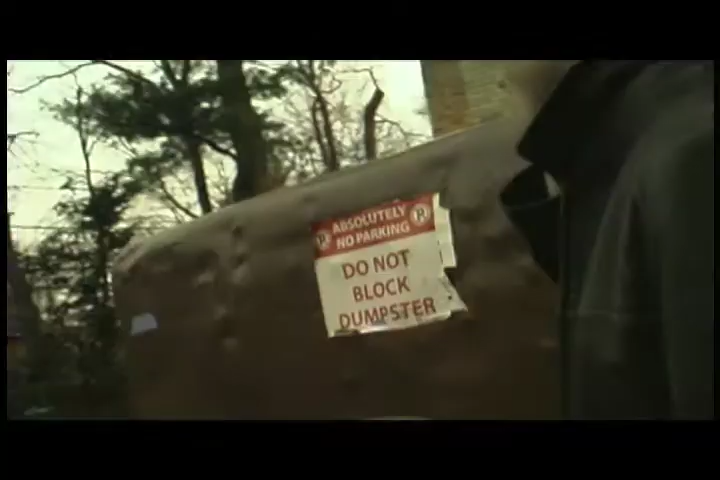 ABSOLUTELY
NO PARKING
DO NOT
BLOCK
DUMPSTER